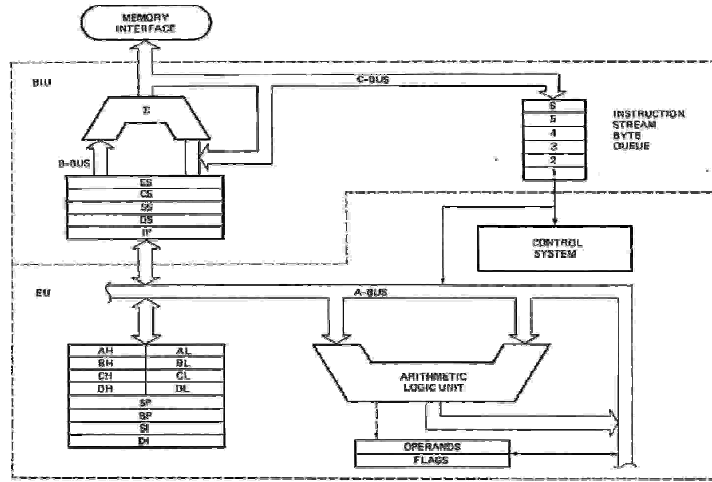 MEMORY
INTERFACE
BIU
C-BUS
Σ
6
5
4
3
2
1
INSTRUCTION
STREAM
BYTE
QUEUE
B-BUS
ES
CS
SS
DS
IP
CONTROL
SYSTEM
EU
A-BUS
AH AL
BH BL
CH CL
DH DL
SP
BP
SI
DI
ARITHMETIC
LOGIC UNIT
OPERANDS
FLAGS